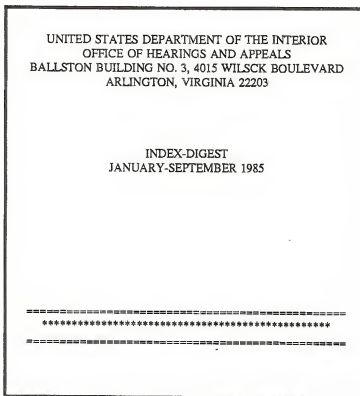 UNITED STATES DEPARTMENT OF THE INTERIOR
OFFICE OF HEARINGS AND APPEALS
BALLSTON BUILDING NO. 3, 4015 WILSCK BOULEVARD
ARLINGTON, VIRGINIA 22203
INDEX-DIGEST
JANUARY-SEPTEMBER 1985
==================================================
************************************************
==================================================